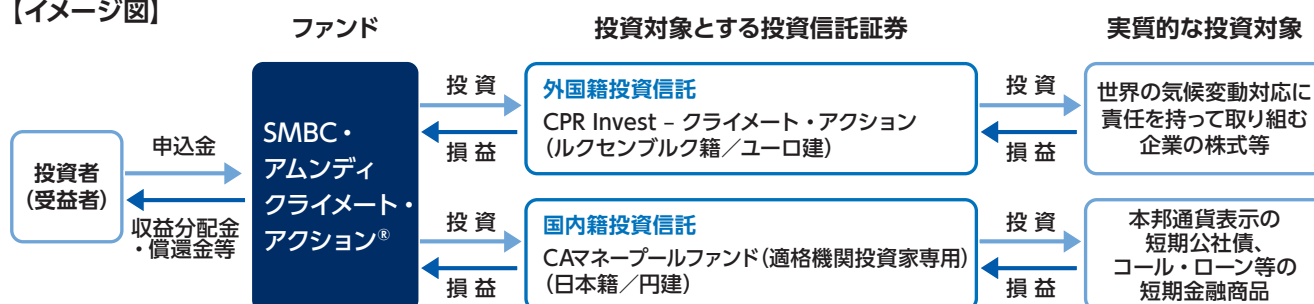 【イメージ図】
ファンド
投資対象とする投資信託証券
実質的な投資対象
投資者
(受益者)
申込金
収益分配金
・償還金等
SMBC・
アムンディ
クライメート・
アクション®
投 資
損 益
外国籍投資信託
CPR Invest – クライメート・アクション
(ルクセンブルク籍／ユーロ建)
投 資
損 益
世界の気候変動対応に
責任を持って取り組む
企業の株式等
投 資
損 益
国内籍投資信託
CAマネープールファンド(適格機関投資家専用)
(日本籍／円建)
投 資
損 益
本邦通貨表示の
短期公社債、
コール・ローン等の
短期金融商品